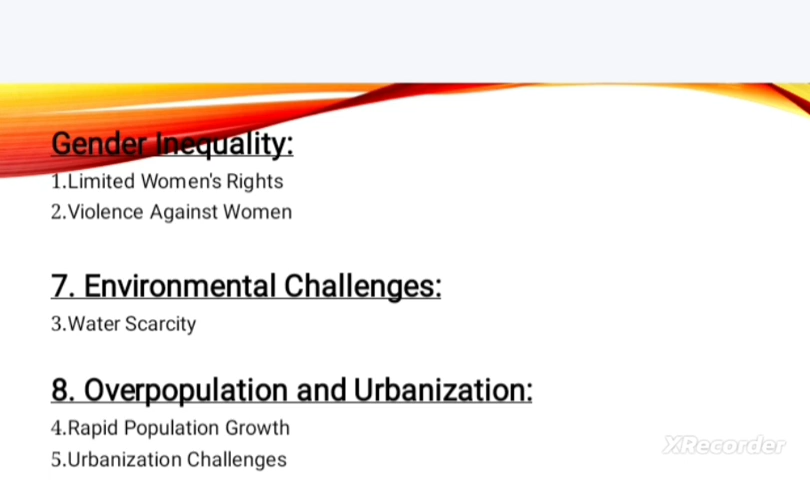 Gender Inequality:
1.Limited Women's Rights
2.Violence Against Women
7. Environmental Challenges:
3.Water Scarcity
8. Overpopulation and Urbanization:
4.Rapid Population Growth
5.Urbanization Challenges
XRecorder